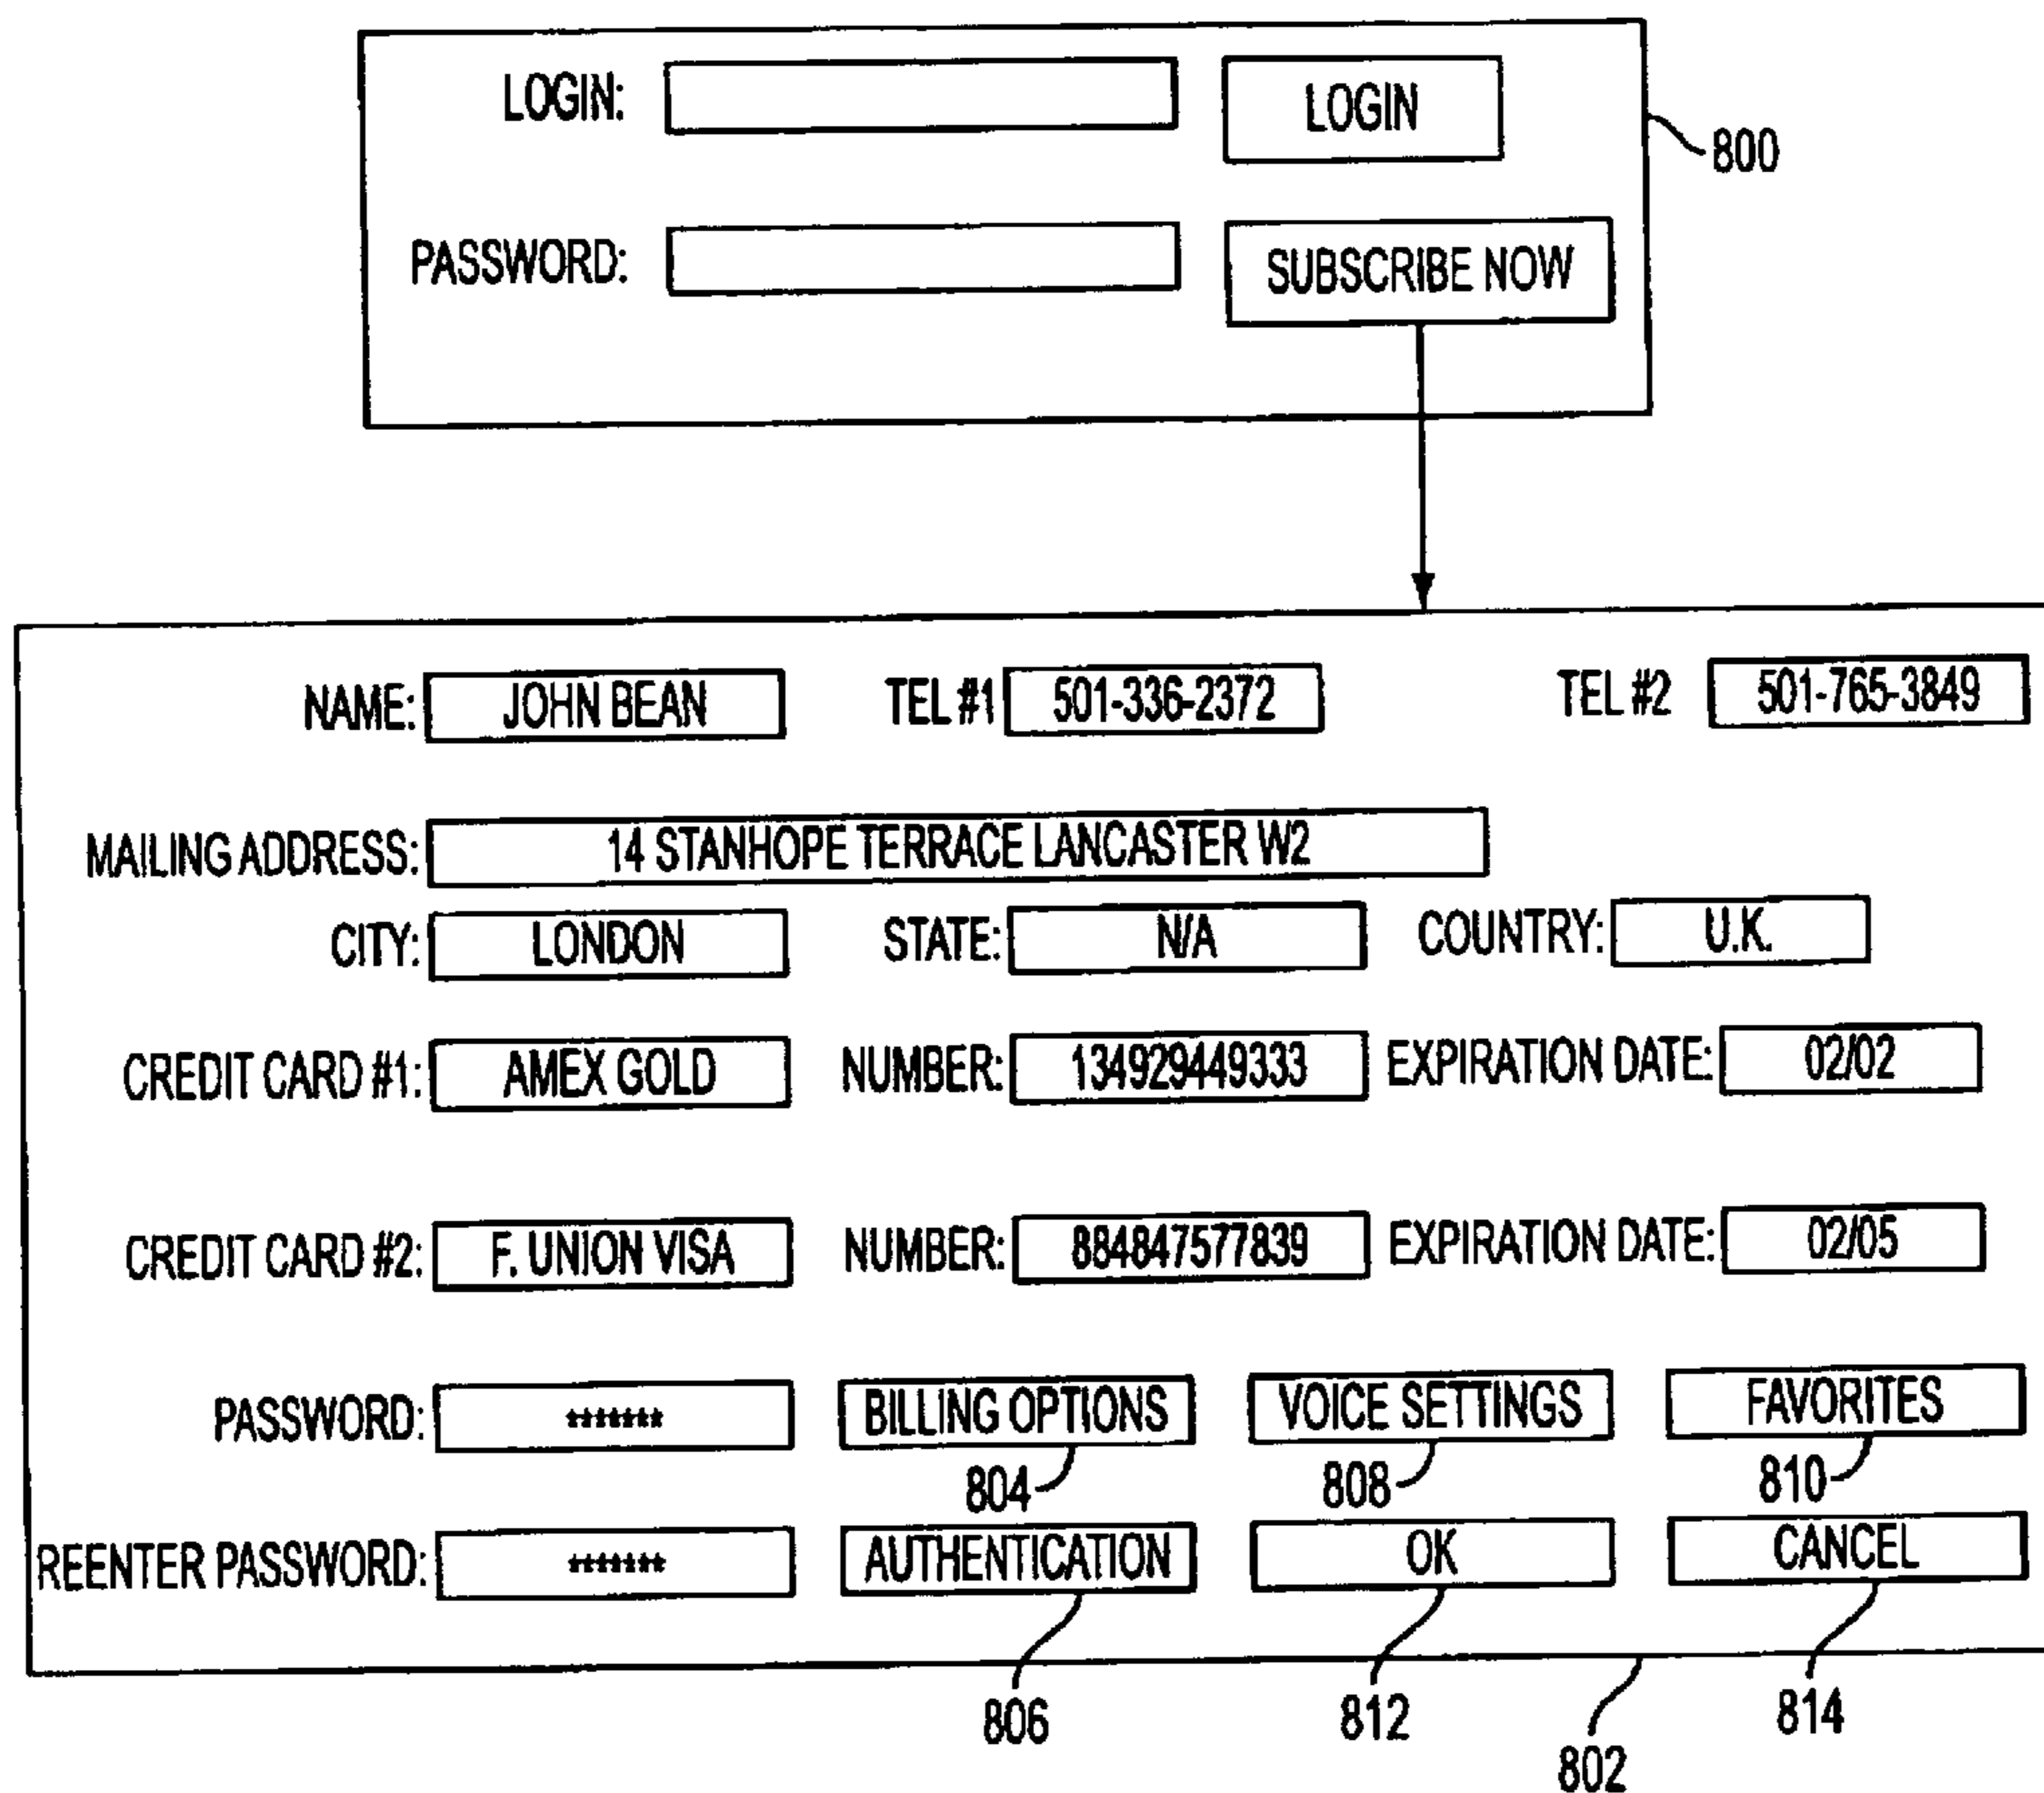 LOGIN: LOGIN
800
PASSWORD: SUBSCRIBE NOW
NAME: JOHN BEAN TEL #1 501-336-2372 TEL #2 501-765-3849
MAILING ADDRESS: 14 STANHOPE TERRACE LANCASTER W2
CITY: LONDON STATE: N/A COUNTRY: U.K.
CREDIT CARD #1: AMEX GOLD NUMBER: 134929449333 EXPIRATION DATE: 02/02
CREDIT CARD #2: F. UNION VISA NUMBER: 884847577839 EXPIRATION DATE: 02/05
PASSWORD: ******* BILLING OPTIONS VOICE SETTINGS FAVORITES
804 808 810
REENTER PASSWORD: ******* AUTHENTICATION OK CANCEL
806 812 802 814